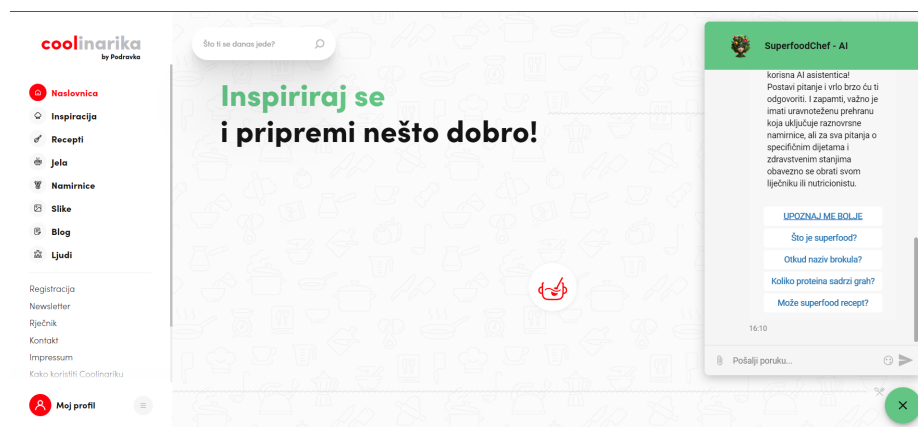 coolinarika
by Podravka
Naslovnica
Inspiracija
Recepti
Jela
Namirnice
Slike
Blog
Ljudi
Registracija
Newsletter
Rječnik
Kontakt
Impressum
Kako koristiti Coolinariku
Moj profil
Što ti se danas jede?
Inspiriraj se
i pripremi nešto dobro!
SuperfoodChef - AI
korisna AI asistentica!
Postavi pitanje i vrlo brzo ću ti
odgovoriti. I zapamti, važno je
imati uravnoteženu prehranu
koja uključuje raznovrsne
namirnice, ali za sva pitanja o
specifičnim dijetama i
zdravstvenim stanjima
obavezno se obrati svom
liječniku ili nutricionistu.
UPOZNAJ ME BOLJE
Što je superfood?
Otkud naziv brokula?
Koliko proteina sadrzi grah?
Može superfood recept?
16:10
Pošalji poruku...